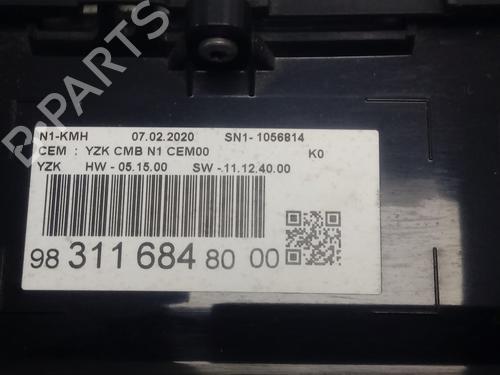 N1-KMH 07.02.2020 SN1- 1056814
CEM : YZK CMB N1 CEM00 K0
YZK HW - 05.15.00 SW -.11.12.40.00
98 311 684 80 00
B-PARTS